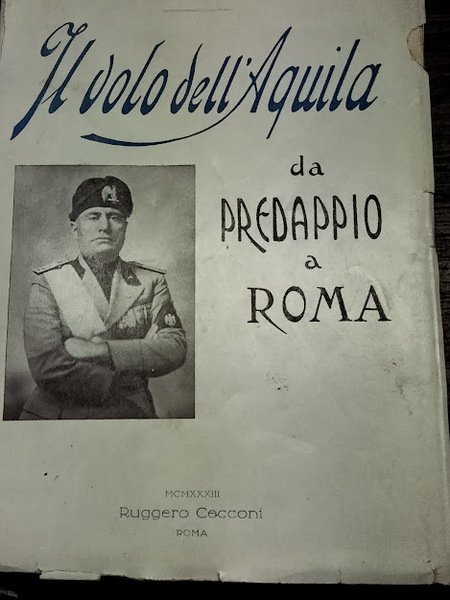 Il volo dell'Aquila
da
PREDAPPIO
a
ROMA
MCMXXXIII
Ruggero Cecconi
ROMA